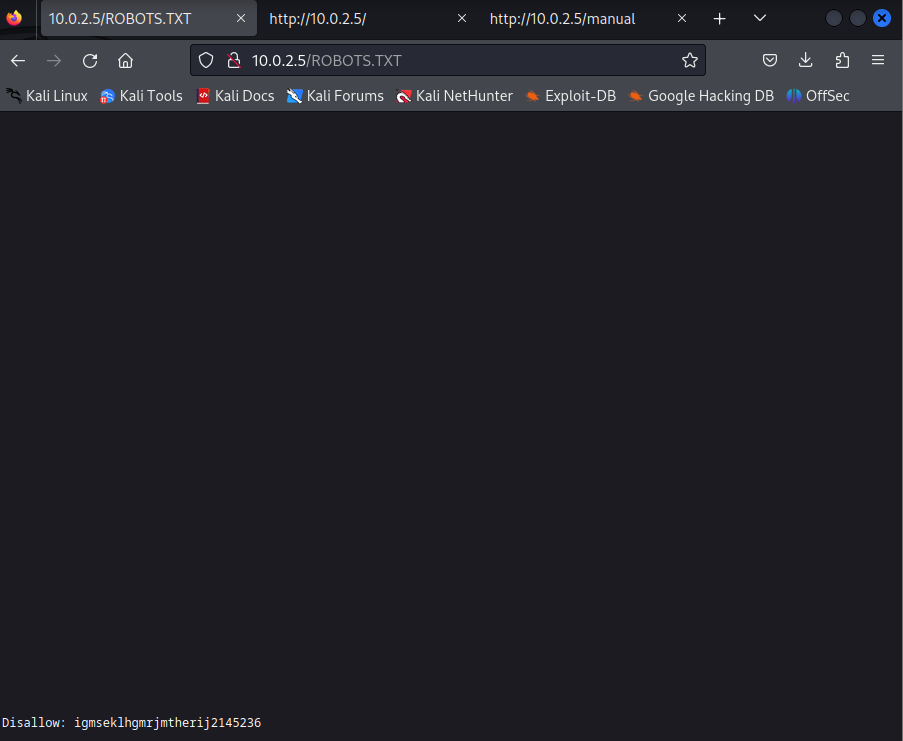 10.0.2.5/ROBOTS.TXT
http://10.0.2.5/
http://10.0.2.5/manual
10.0.2.5/ROBOTS.TXT
Kali Linux
Kali Tools
Kali Docs
Kali Forums
Kali NetHunter
Exploit-DB
Google Hacking DB
OffSec
Disallow: igmseklhgmrjmtherij2145236